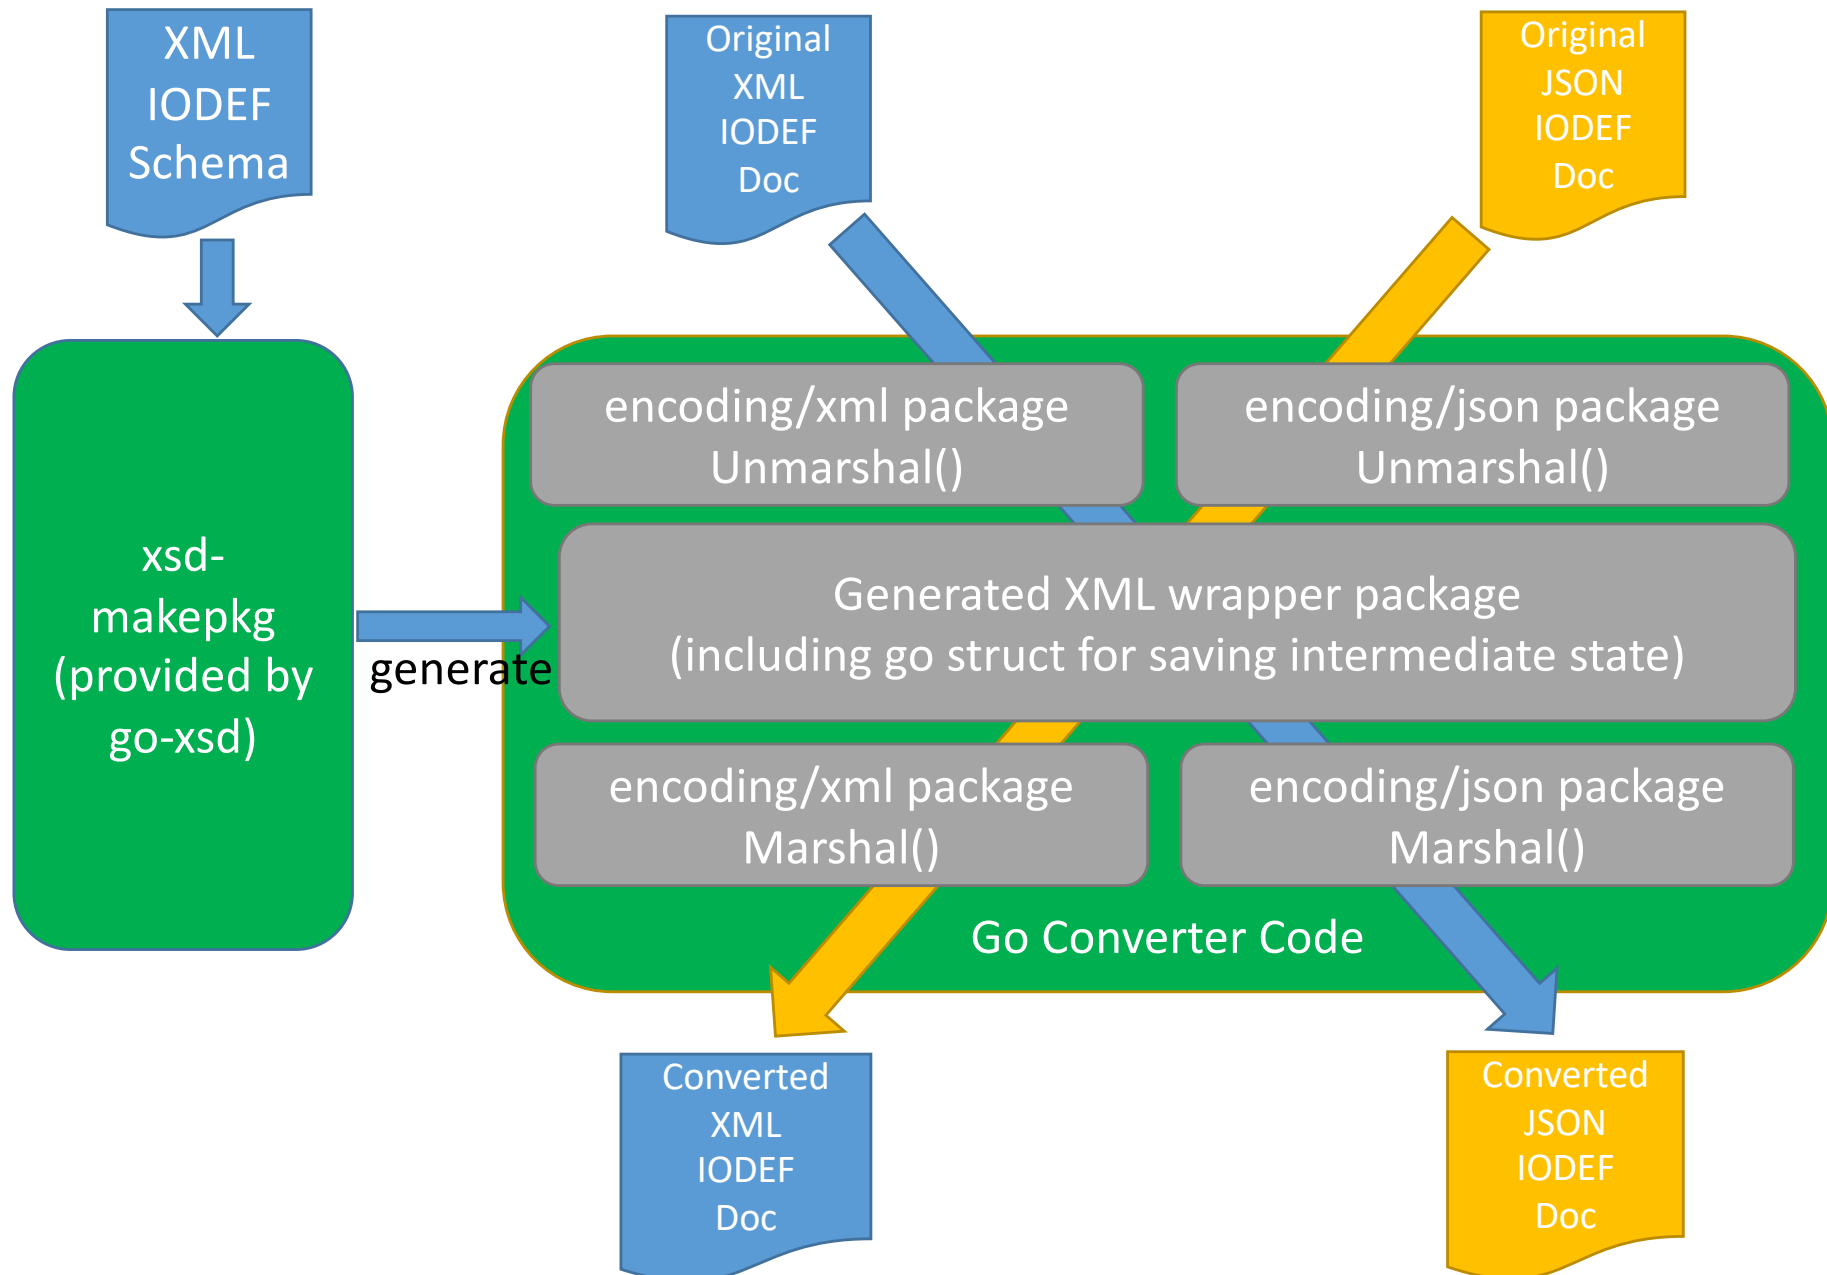 XML
IODEF
Schema
Original
XML
IODEF
Doc
Original
JSON
IODEF
Doc
xsd-
makepkg
(provided by
go-xsd)
generate
encoding/xml package
Unmarshal()
encoding/json package
Unmarshal()
Generated XML wrapper package
(including go struct for saving intermediate state)
encoding/xml package
Marshal()
encoding/json package
Marshal()
Go Converter Code
Converted
XML
IODEF
Doc
Converted
JSON
IODEF
Doc